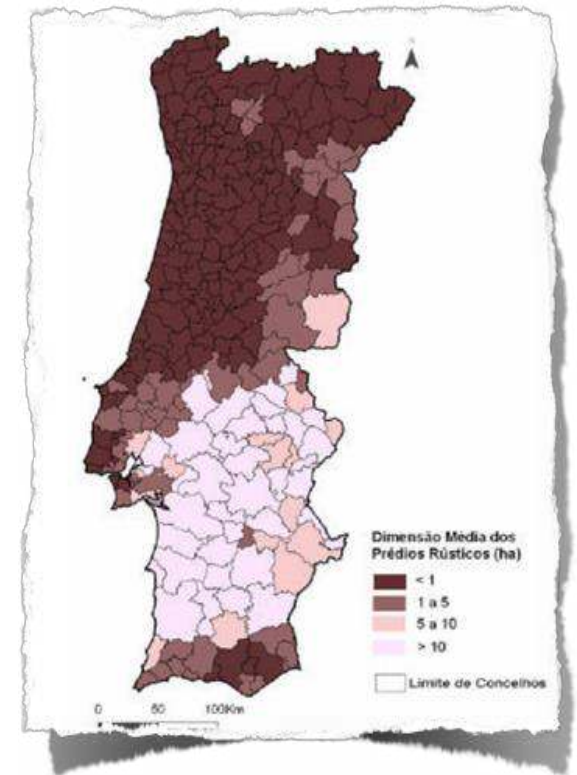 Dimensão Média dos
Prédios Rústicos (ha)
< 1
1 a 5
5 a 10
> 10
Limite de Concelhos
0 50 100Km